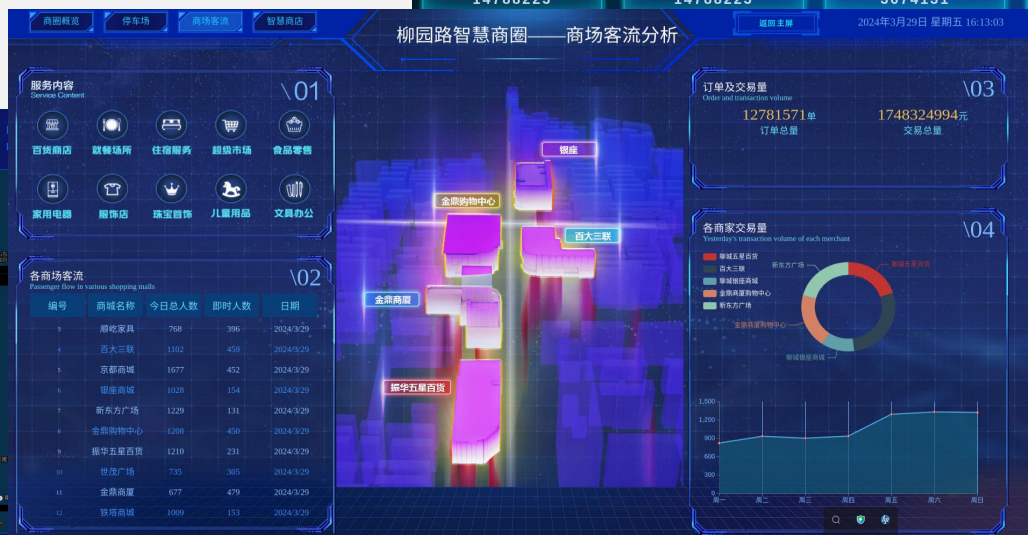 14788225
14788225
商圈概览
停车场
商场客流
智慧商店
柳园路智慧商圈——商场客流分析
返回主屏
2024年3月29日 星期五 16:13:03
服务内容
Service Content
\01
百货商店
就餐场所
住宿服务
超级市场
食品零售
家用电器
服饰店
珠宝首饰
儿童用品
文具办公
各商场客流
Passenger flow in various shopping malls
\02
编号 商城名称 今日总人数 即时人数 日期
3 顺屹家具 768 396 2024/3/29
4 百大三联 1102 459 2024/3/29
5 京都商城 1677 452 2024/3/29
6 银座商城 1028 154 2024/3/29
7 新东方广场 1229 131 2024/3/29
8 金鼎购物中心 1208 450 2024/3/29
9 振华五星百货 1210 231 2024/3/29
10 世茂广场 735 305 2024/3/29
11 金鼎商厦 677 479 2024/3/29
12 铁塔商城 1009 153 2024/3/29
银座
金鼎购物中心
百大三联
金鼎商厦
振华五星百货
订单及交易量
Order and transaction volume
\03
12781571单
订单总量
1748324994元
交易总量
各商家交易量
Yesterday's transaction volume of each merchant
\04
聊城五星百货
百大三联
聊城银座商城
金鼎商厦购物中心
新东方广场
新东方广场
聊城五星百货
金鼎商厦购物中心
聊城银座商城
1,500
1,200
900
600
300
0
周一 周二 周三 周四 周五 周六 周日